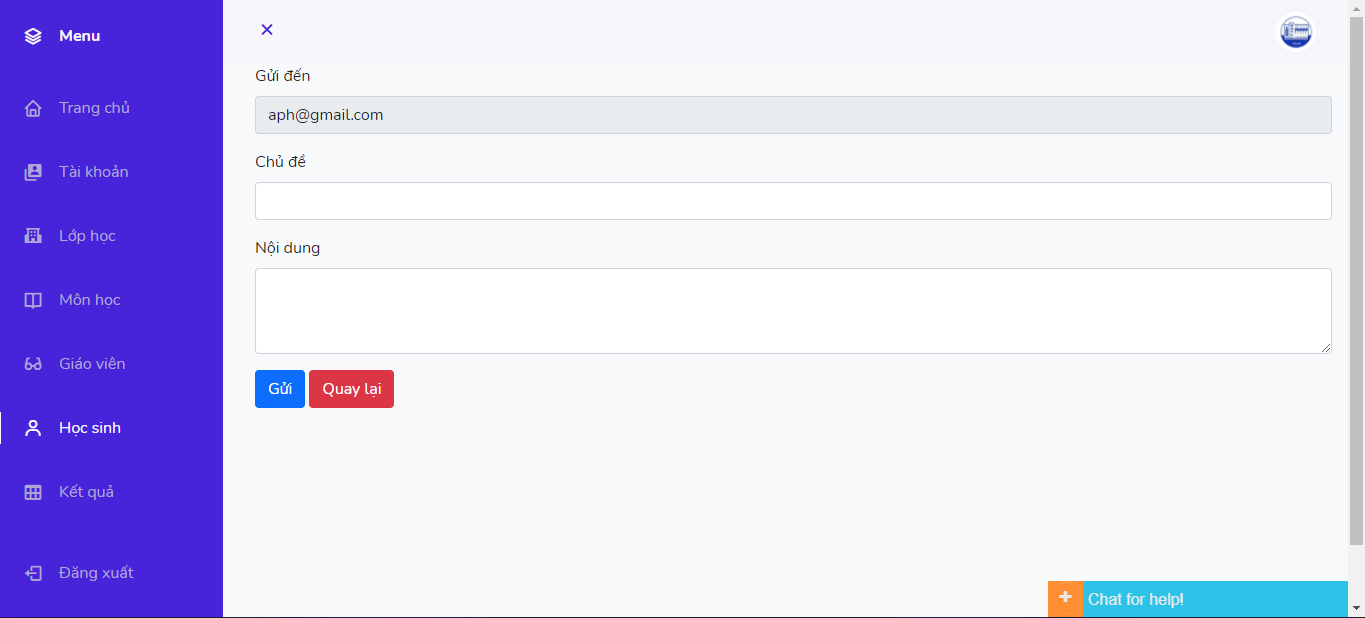 Menu
Trang chủ
Tài khoản
Lớp học
Môn học
Giáo viên
Học sinh
Kết quả
Đăng xuất
Gửi đến
aph@gmail.com
Chủ đề
Nội dung
Gửi
Quay lại
Chat for help!